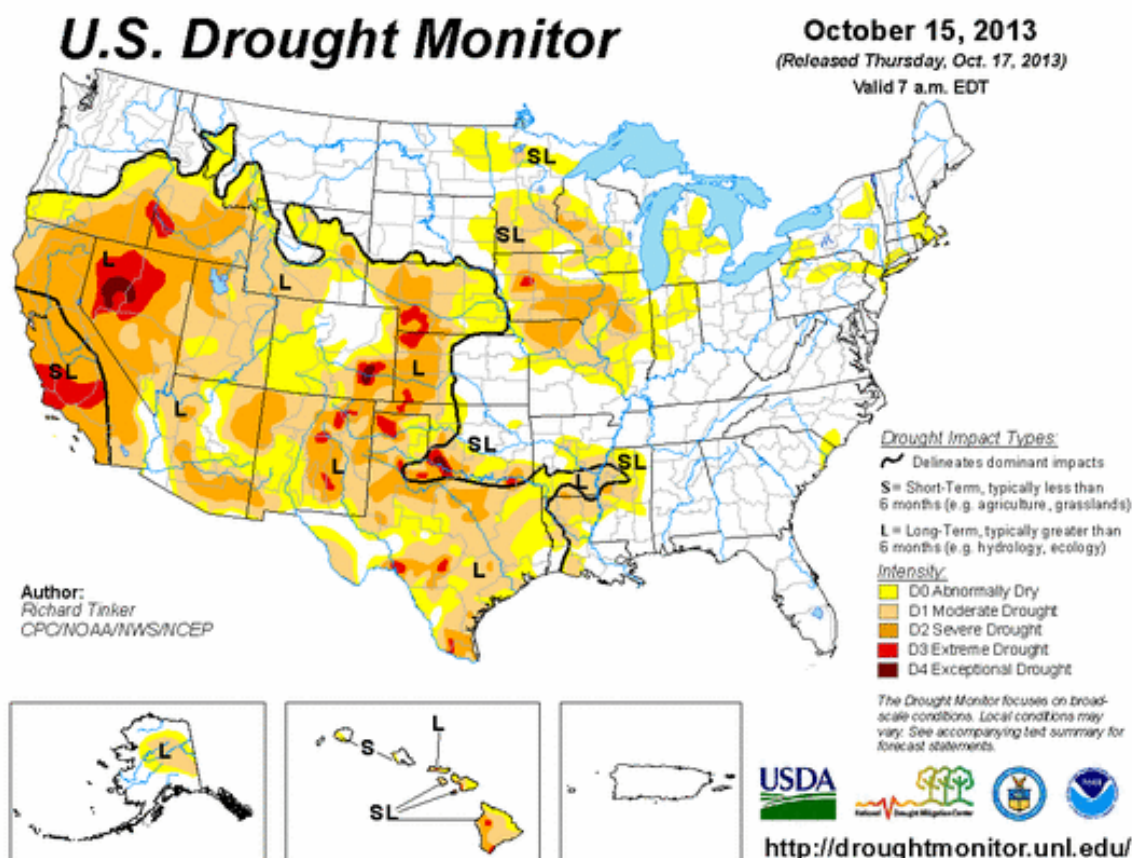 U.S. Drought Monitor
October 15, 2013
(Released Thursday, Oct. 17, 2013)
Valid 7 a.m. EDT
SL
SL
L
L
SL
L
L
SL
L
SL
L
L
L
Drought Impact Types:
Delineates dominant impacts
S = Short-Term, typically less than
6 months (e.g. agriculture, grasslands)
L = Long-Term, typically greater than
6 months (e.g. hydrology, ecology)
Intensity:
D0 Abnormally Dry
D1 Moderate Drought
D2 Severe Drought
D3 Extreme Drought
D4 Exceptional Drought
Author:
Richard Tinker
CPC/NOAA/NWS/NCEP
The Drought Monitor focuses on broad-
scale conditions. Local conditions may
vary. See accompanying text summary for
forecast statements.
L
L
S
SL
USDA
National Drought Mitigation Center
http://droughtmonitor.unl.edu/